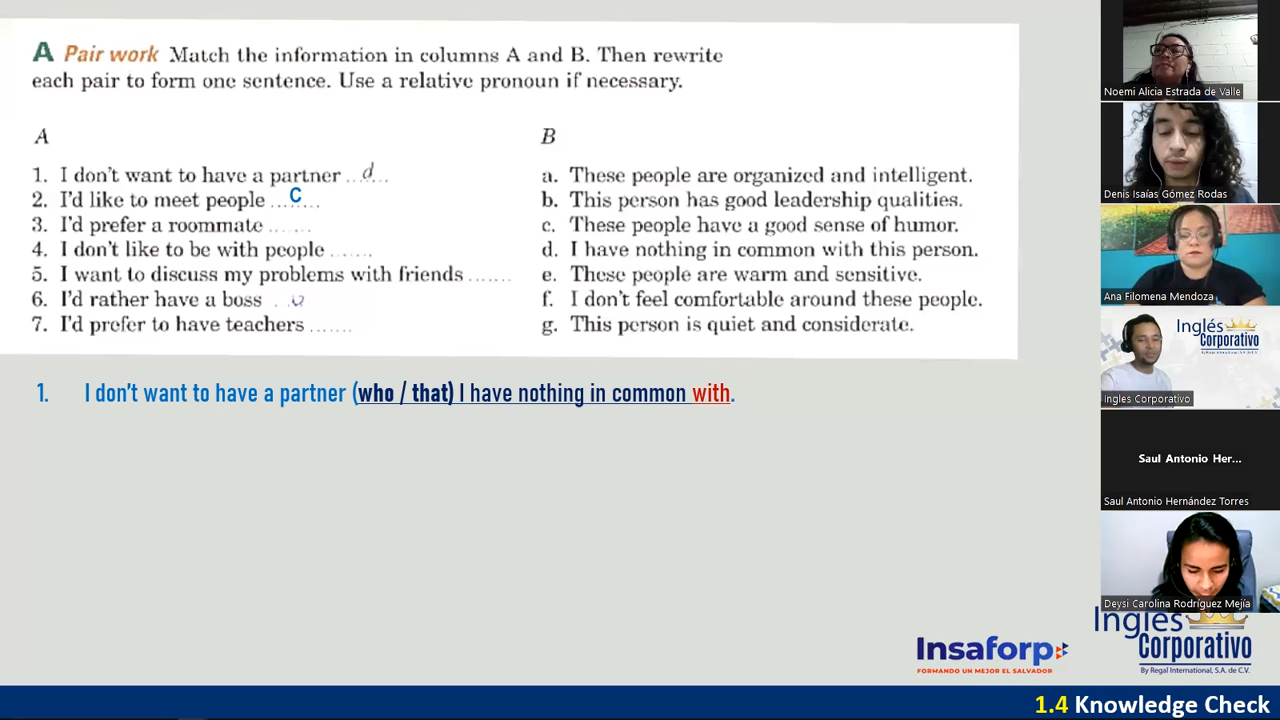 A Pair work Match the information in columns A and B. Then rewrite
each pair to form one sentence. Use a relative pronoun if necessary.
A
1. I don't want to have a partner ...d...
2. I'd like to meet people ...C...
3. I'd prefer a roommate .......
4. I don't like to be with people .......
5. I want to discuss my problems with friends .......
6. I'd rather have a boss
7. I'd prefer to have teachers .......
B
a. These people are organized and intelligent.
b. This person has good leadership qualities.
c. These people have a good sense of humor.
d. I have nothing in common with this person.
e. These people are warm and sensitive.
f. I don't feel comfortable around these people.
g. This person is quiet and considerate.
1. I don't want to have a partner (who / that) I have nothing in common with.
Noemi Alicia Estrada de Valle
Denis Isaías Gómez Rodas
Ana Filomena Mendoza
Inglés
Corporativo
By Regal International, S.A. de C.V.
Ingles Corporativo
Saul Antonio Her...
Saul Antonio Hernández Torres
Deysi Carolina Rodríguez Mejía
Insaforp
FORMANDO UN MEJOR EL SALVADOR
Inglés
Corporativo
By Regal International, S.A. de C.V.
1.4 Knowledge Check